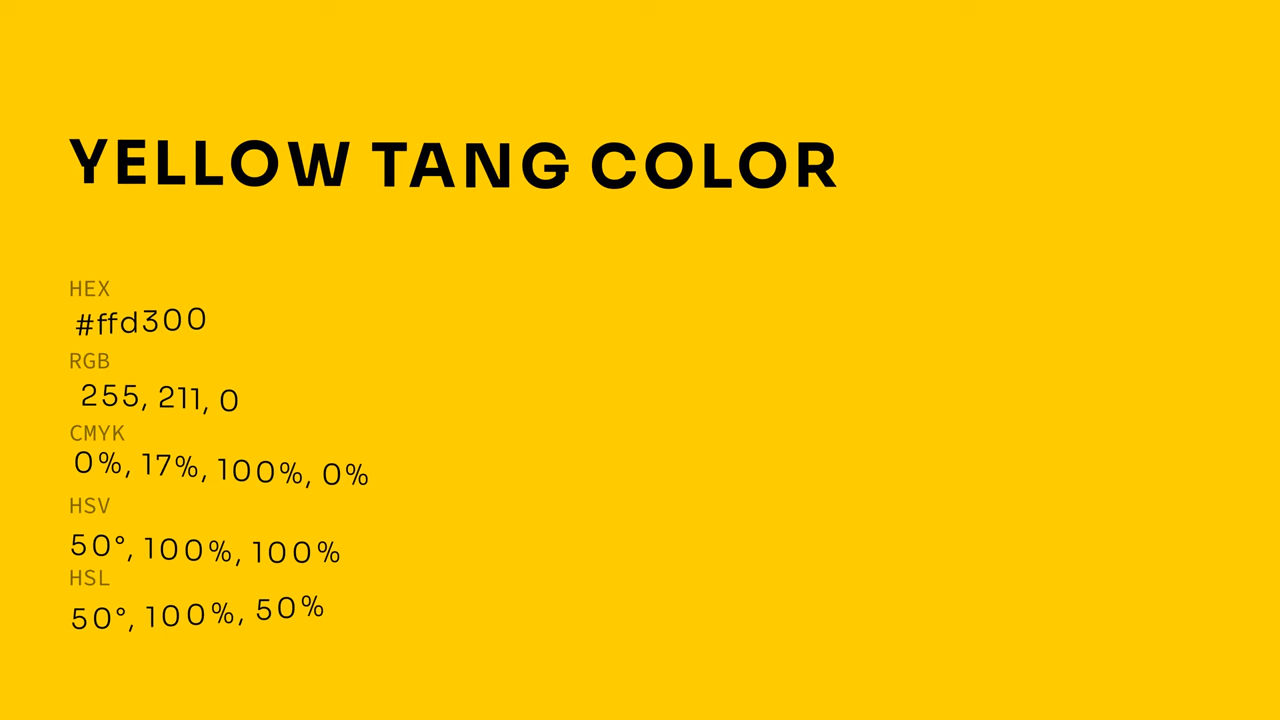 YELLOW TANG COLOR
HEX
#ffd300
RGB
255, 211, 0
CMYK
0%, 17%, 100%, 0%
HSV
50°, 100%, 100%
HSL
50°, 100%, 50%